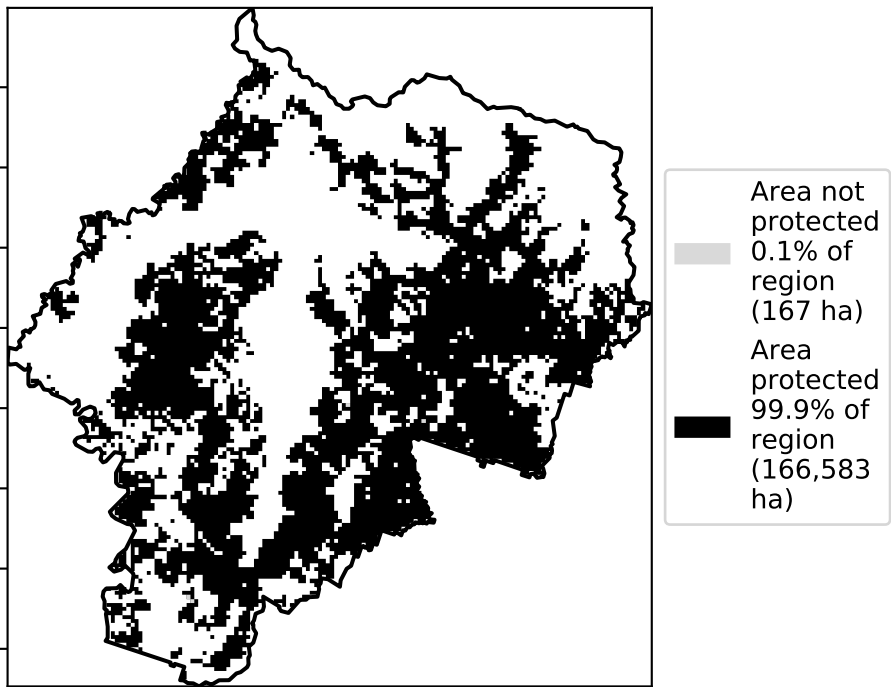 Area not
protected
0.1% of
region
(167 ha)
Area
protected
99.9% of
region
(166,583
ha)